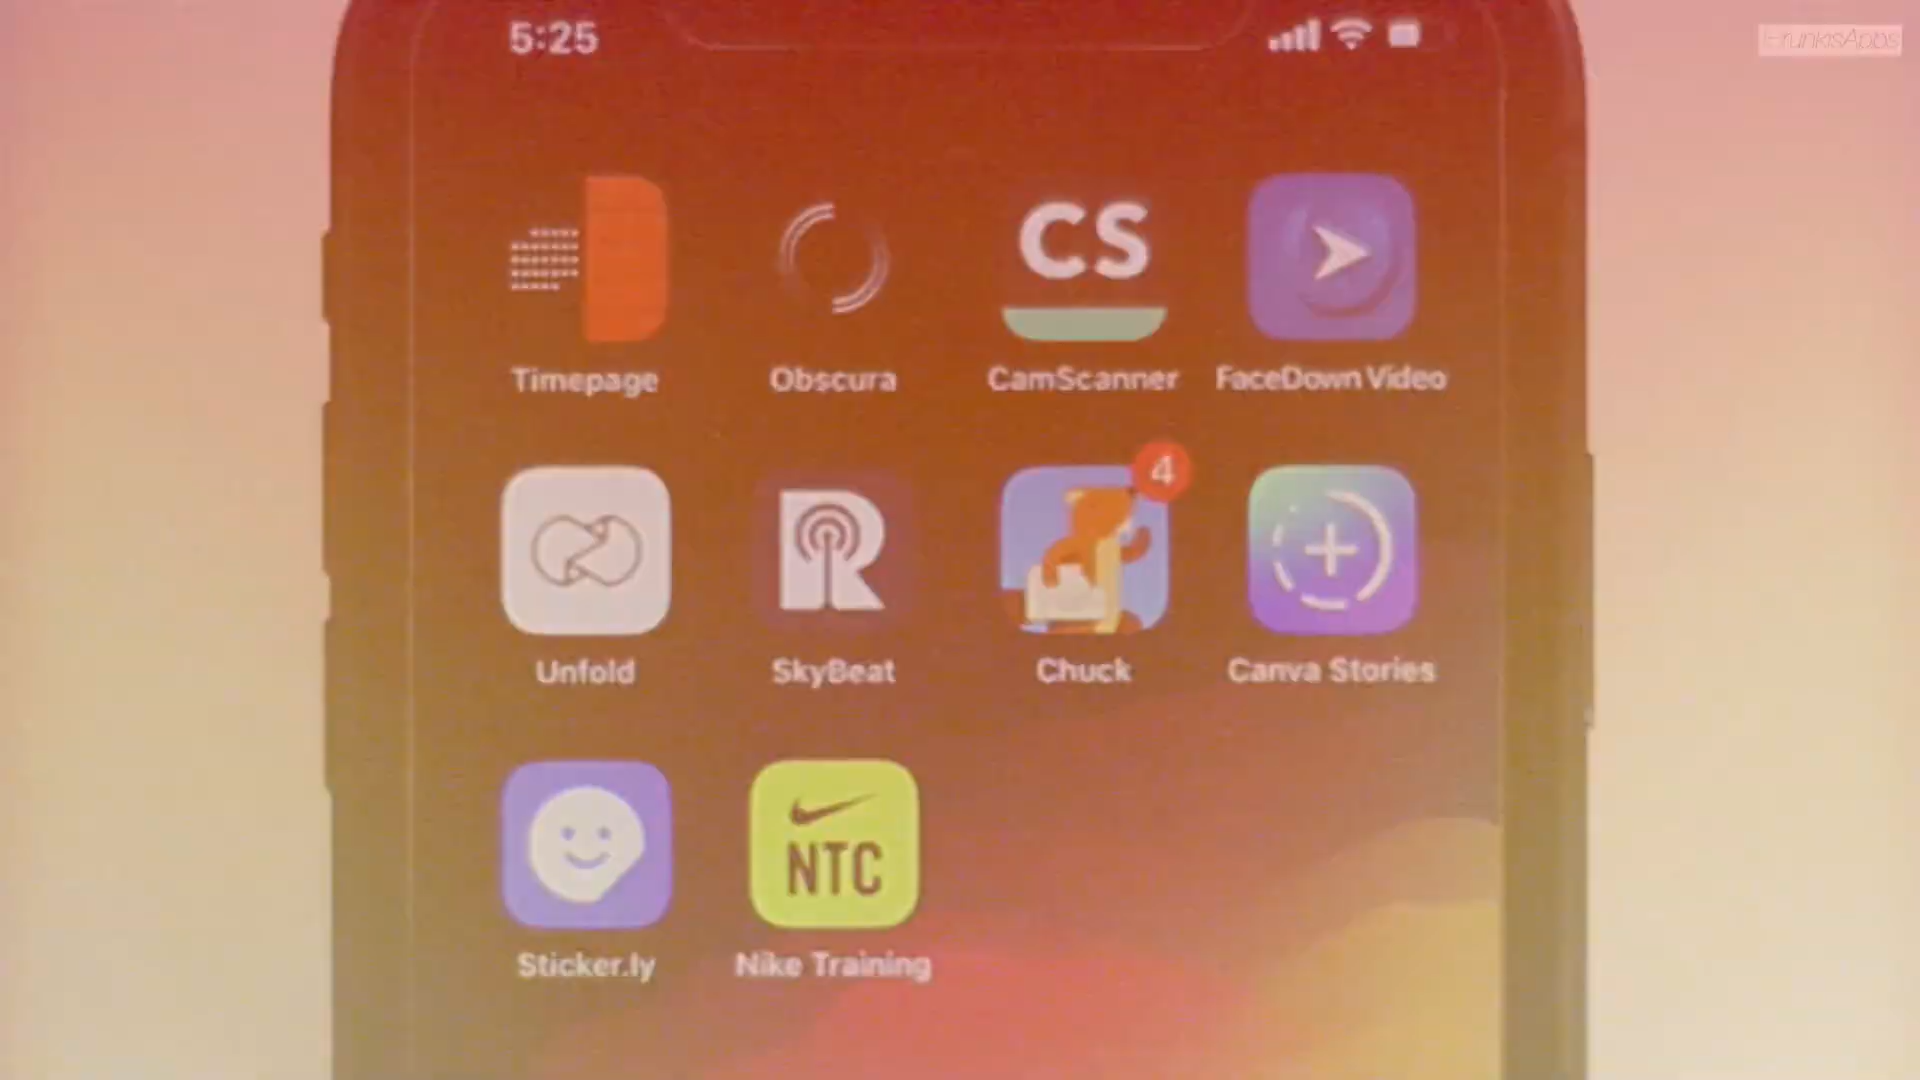 5:25
CS
Timepage
Obscura
CamScanner
FaceDown Video
R
4
Unfold
SkyBeat
Chuck
Canva Stories
NTC
Sticker.ly
Nike Training